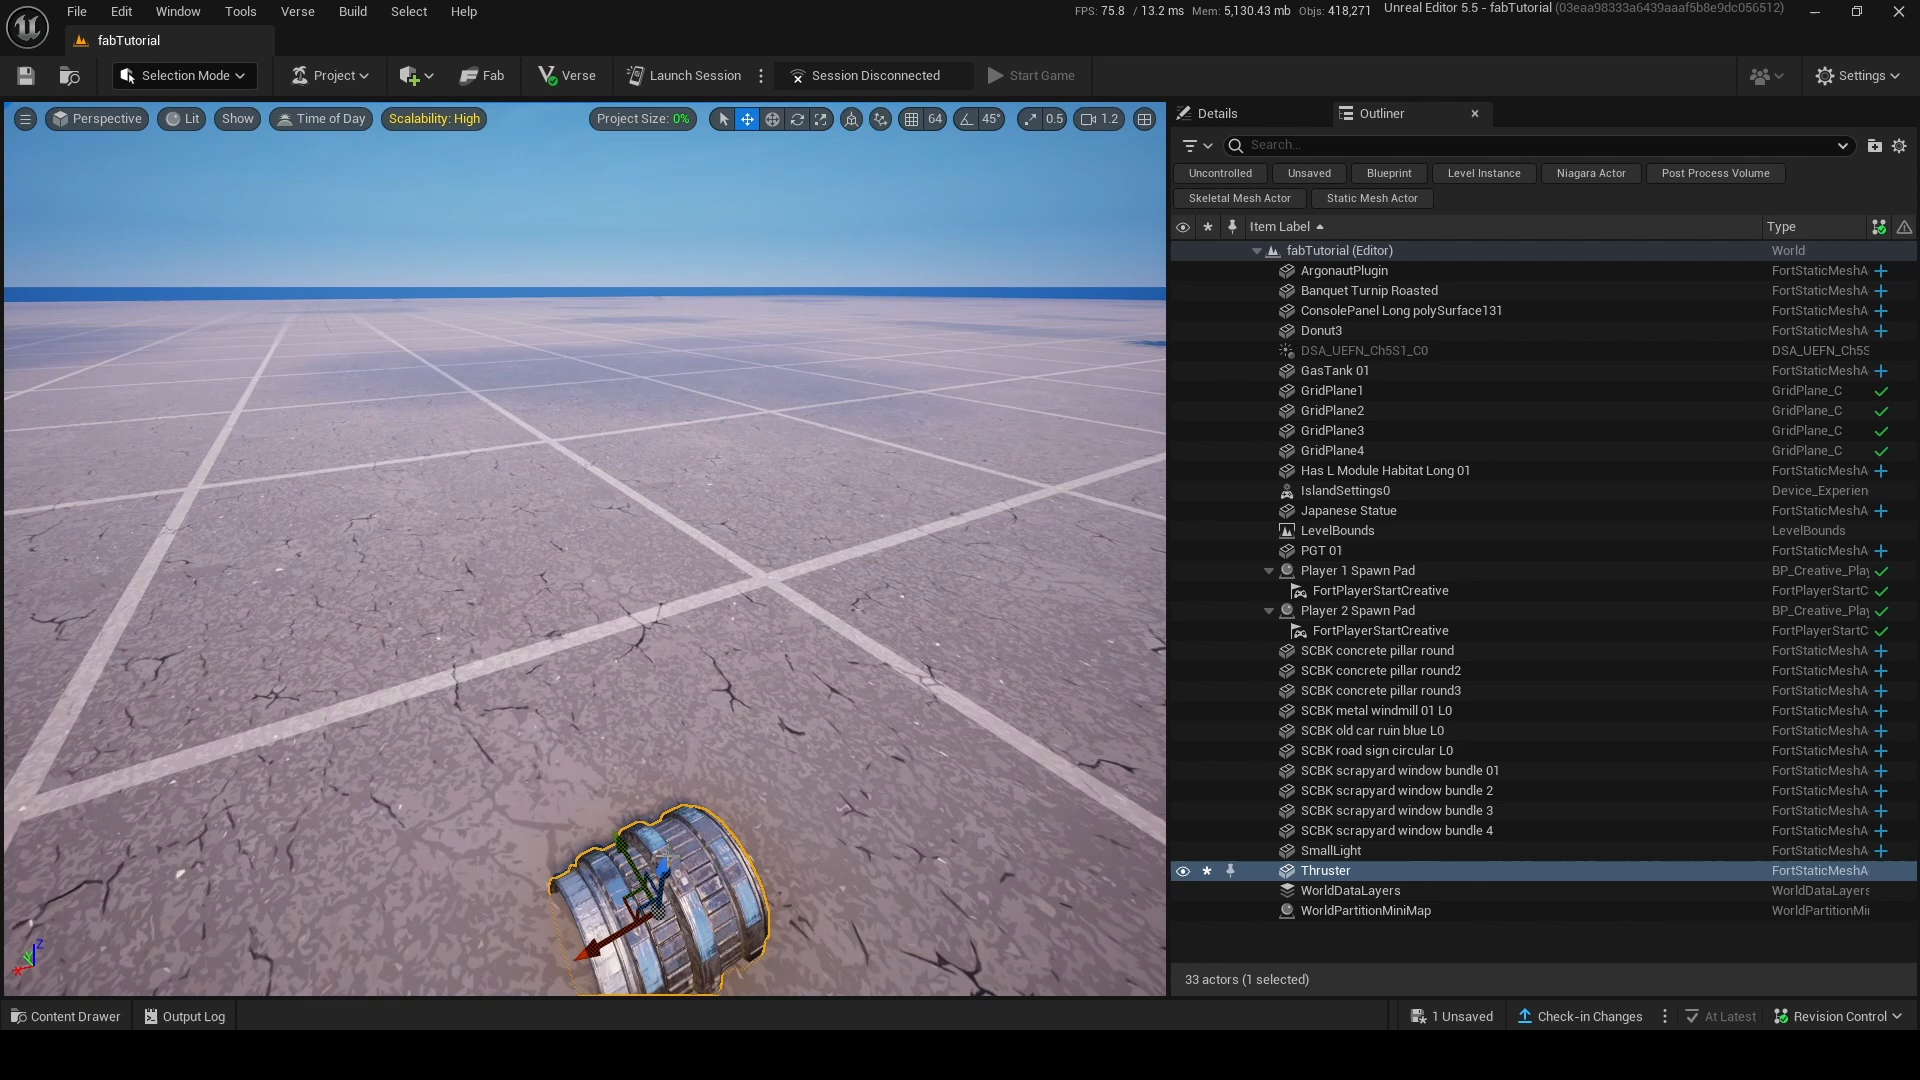 File Edit Window Tools Verse Build Select Help
FPS: 75.8 / 13.2 ms Mem: 5,130.43 mb Objs: 418,271 Unreal Editor 5.5 - fabTutorial (03eaa98333a6439aaaf5b8e9dc056512)
fabTutorial
Selection Mode Project Fab Verse Launch Session Session Disconnected Start Game Settings
Perspective Lit Show Time of Day Scalability: High Project Size: 0% 64 45° 0.5 1.2
Details Outliner
Search...
Uncontrolled Unsaved Blueprint Level Instance Niagara Actor Post Process Volume
Skeletal Mesh Actor Static Mesh Actor
Item Label Type
fabTutorial (Editor) World
ArgonautPlugin FortStaticMeshA
Banquet Turnip Roasted FortStaticMeshA
ConsolePanel Long polySurface131 FortStaticMeshA
Donut3 FortStaticMeshA
DSA_UEFN_Ch5S1_C0 DSA_UEFN_Ch5S
GasTank 01 FortStaticMeshA
GridPlane1 GridPlane_C
GridPlane2 GridPlane_C
GridPlane3 GridPlane_C
GridPlane4 GridPlane_C
Has L Module Habitat Long 01 FortStaticMeshA
IslandSettings0 Device_Experien
Japanese Statue FortStaticMeshA
LevelBounds LevelBounds
PGT 01 FortStaticMeshA
Player 1 Spawn Pad BP_Creative_Play
FortPlayerStartCreative FortPlayerStartC
Player 2 Spawn Pad BP_Creative_Play
FortPlayerStartCreative FortPlayerStartC
SCBK concrete pillar round FortStaticMeshA
SCBK concrete pillar round2 FortStaticMeshA
SCBK concrete pillar round3 FortStaticMeshA
SCBK metal windmill 01 L0 FortStaticMeshA
SCBK old car ruin blue L0 FortStaticMeshA
SCBK road sign circular L0 FortStaticMeshA
SCBK scrapyard window bundle 01 FortStaticMeshA
SCBK scrapyard window bundle 2 FortStaticMeshA
SCBK scrapyard window bundle 3 FortStaticMeshA
SCBK scrapyard window bundle 4 FortStaticMeshA
SmallLight FortStaticMeshA
Thruster FortStaticMeshA
WorldDataLayers WorldDataLayers
WorldPartitionMiniMap WorldPartitionMin
33 actors (1 selected)
Z
Content Drawer Output Log 1 Unsaved Check-in Changes At Latest Revision Control